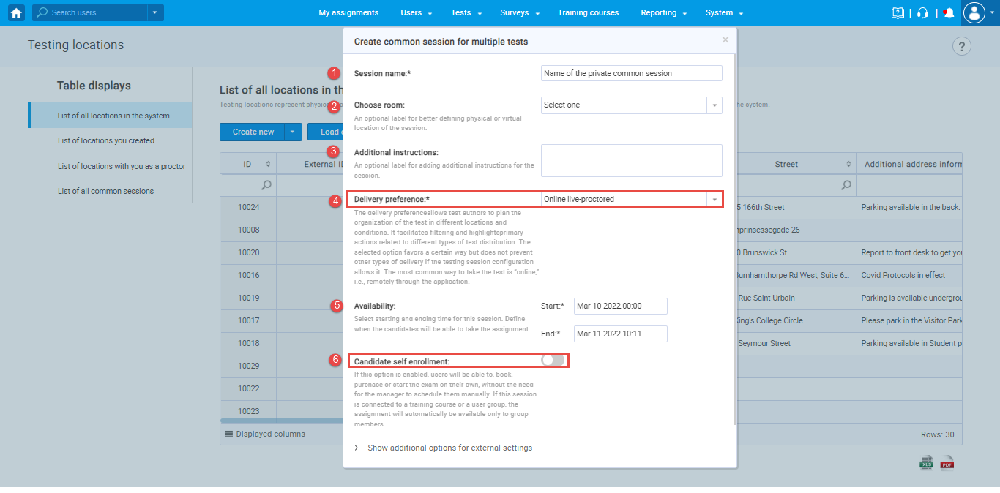 Search users
My assignments
Users
Tests
Surveys
Training courses
Reporting
System
Testing locations
?
Table displays
List of all locations in the system
List of locations you created
List of locations with you as a proctor
List of all common sessions
List of all locations in th
Testing locations represent physic
he system.
Create new
Load
ID
External I
Street
Additional address inform
10024
5 166th Street
Parking available in the back.
10008
nprinsessegade 26
10020
0 Brunswick St
Report to front desk to get you
10016
Burnhamthorpe Rd West, Suite 6...
Covid Protocols in effect
10019
Rue Saint-Urbain
Parking is available undergrou
10017
King's College Circle
Please park in the Visitor Park
10018
Seymour Street
Parking available in Student p
10029
10022
10023
Displayed columns
Rows: 30
XLS
PDF
Create common session for multiple tests
1
Session name:*
Name of the private common session
2
Choose room:
Select one
An optional label for better defining physical or virtual
location of the session.
3
Additional instructions:
An optional label for adding additional instructions for the
session.
4
Delivery preference:*
Online live-proctored
The delivery preferenceallows test authors to plan the
organization of the test in different locations and
conditions. It facilitates filtering and highlightsprimary
actions related to different types of test distribution. The
selected option favors a certain way but does not prevent
other types of delivery if the testing session configuration
allows it. The most common way to take the test is "online,"
i.e., remotely through the application.
5
Availability:
Start:*
Mar-10-2022 00:00
Select starting and ending time for this session. Define
when the candidates will be able to take the assignment.
End:*
Mar-11-2022 10:11
6
Candidate self enrollment:
If this option is enabled, users will be able to, book,
purchase or start the exam on their own, without the need
for the manager to schedule them manually. If this session
is connected to a training course or a user group, the
assignment will automatically be available only to group
members.
Show additional options for external settings